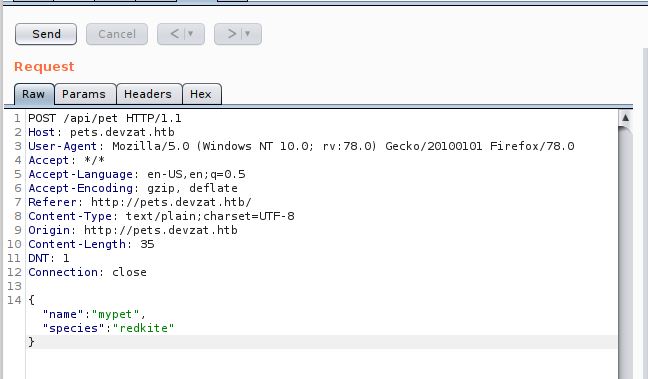 Send Cancel < ▼ > ▼
Request
Raw Params Headers Hex
1 POST /api/pet HTTP/1.1
2 Host: pets.devzat.htb
3 User-Agent: Mozilla/5.0 (Windows NT 10.0; rv:78.0) Gecko/20100101 Firefox/78.0
4 Accept: */*
5 Accept-Language: en-US,en;q=0.5
6 Accept-Encoding: gzip, deflate
7 Referer: http://pets.devzat.htb/
8 Content-Type: text/plain;charset=UTF-8
9 Origin: http://pets.devzat.htb
10 Content-Length: 35
11 DNT: 1
12 Connection: close
13
14 {
"name":"mypet",
"species":"redkite"
}